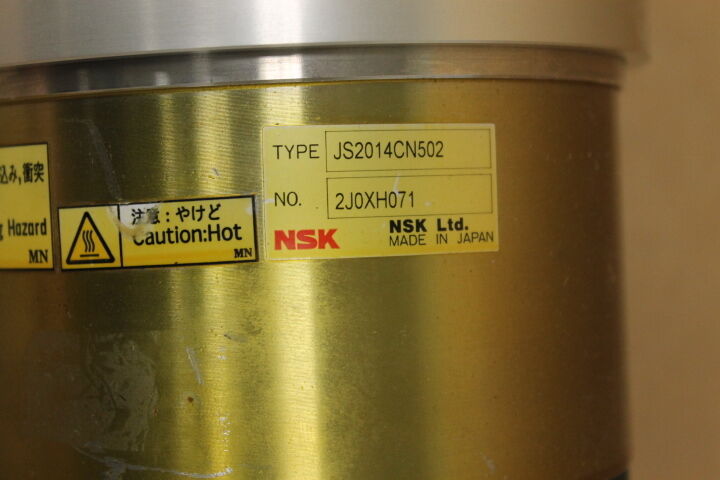 込み,衝突
g Hazard
MN
注意：やけど
Caution:Hot
MN
TYPE JS2014CN502
NO. 2J0XH071
NSK NSK Ltd.
MADE IN JAPAN